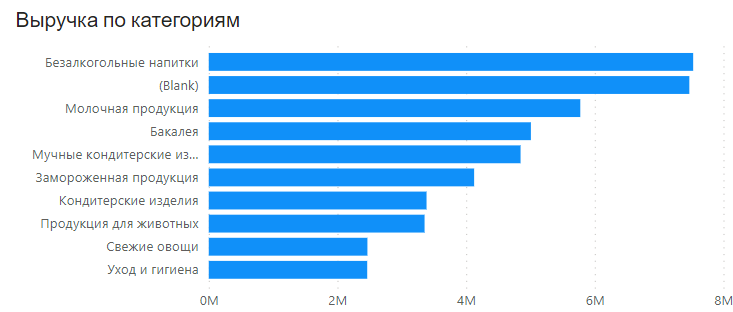 Выручка по категориям
Безалкогольные напитки
(Blank)
Молочная продукция
Бакалея
Мучные кондитерские из...
Замороженная продукция
Кондитерские изделия
Продукция для животных
Свежие овощи
Уход и гигиена
0M 2M 4M 6M 8M